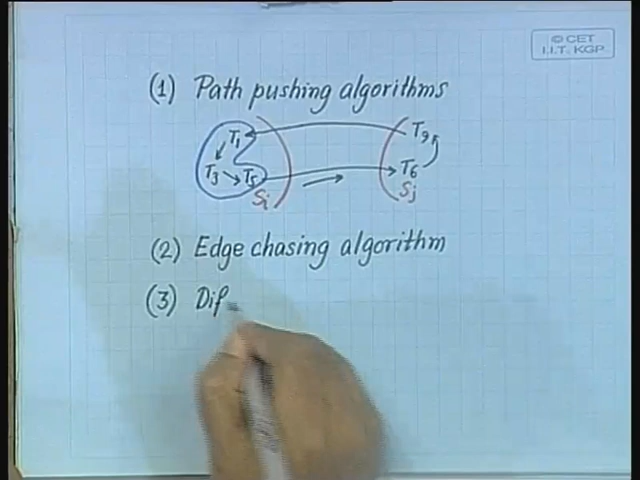 © CET
I.I.T. KGP
(1) Path pushing algorithms
T1 T9
T3 T5 T6
Si Sj
(2) Edge chasing algorithm
(3) Dif